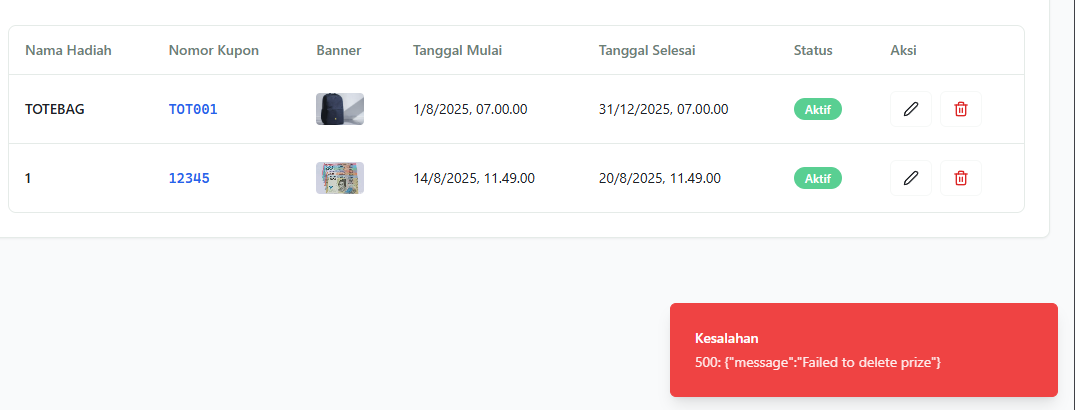 Nama Hadiah Nomor Kupon Banner Tanggal Mulai Tanggal Selesai Status Aksi
TOTEBAG TOT001 1/8/2025, 07.00.00 31/12/2025, 07.00.00 Aktif
1 12345 14/8/2025, 11.49.00 20/8/2025, 11.49.00 Aktif
Kesalahan
500: {"message":"Failed to delete prize"}